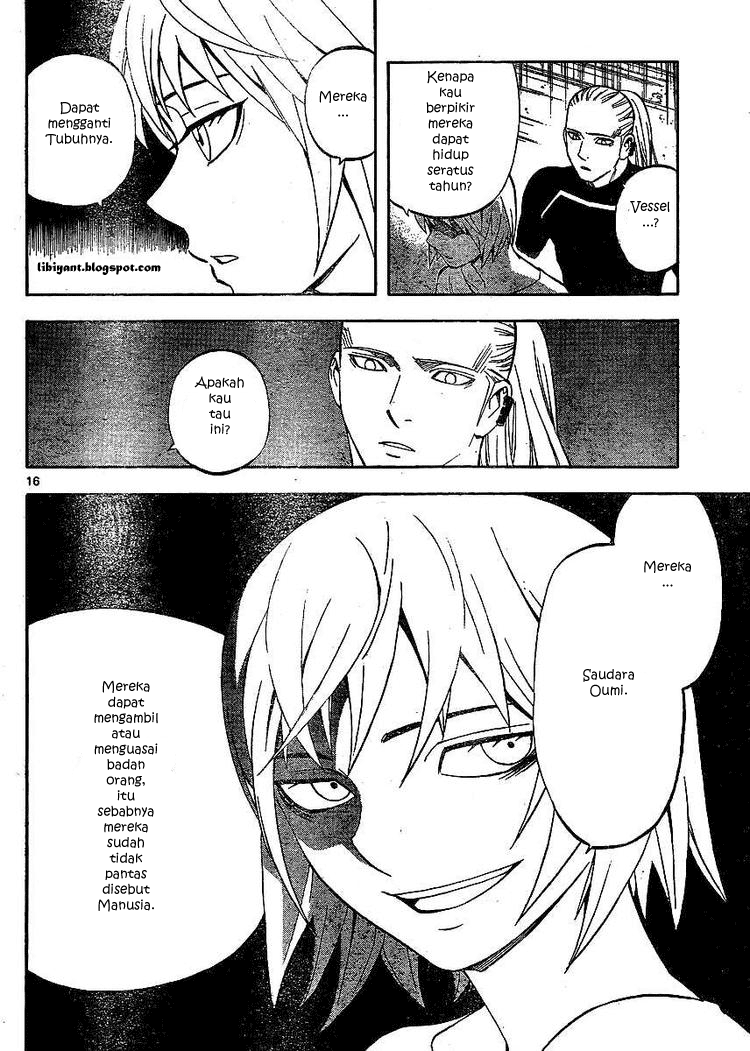 Vessel
...?
Kenapa
kau
berpikir
mereka
dapat
hidup
seratus
tahun?
Mereka
...
Dapat
mengganti
Tubuhnya.
libiyant.blogspot.com
Apakah
kau
tau
ini?
16
Mereka
...
Saudara
Oumi.
Mereka
dapat
mengambil
atau
menguasai
badan
orang,
itu
sebabnya
mereka
sudah
tidak
pantas
disebut
Manusia.